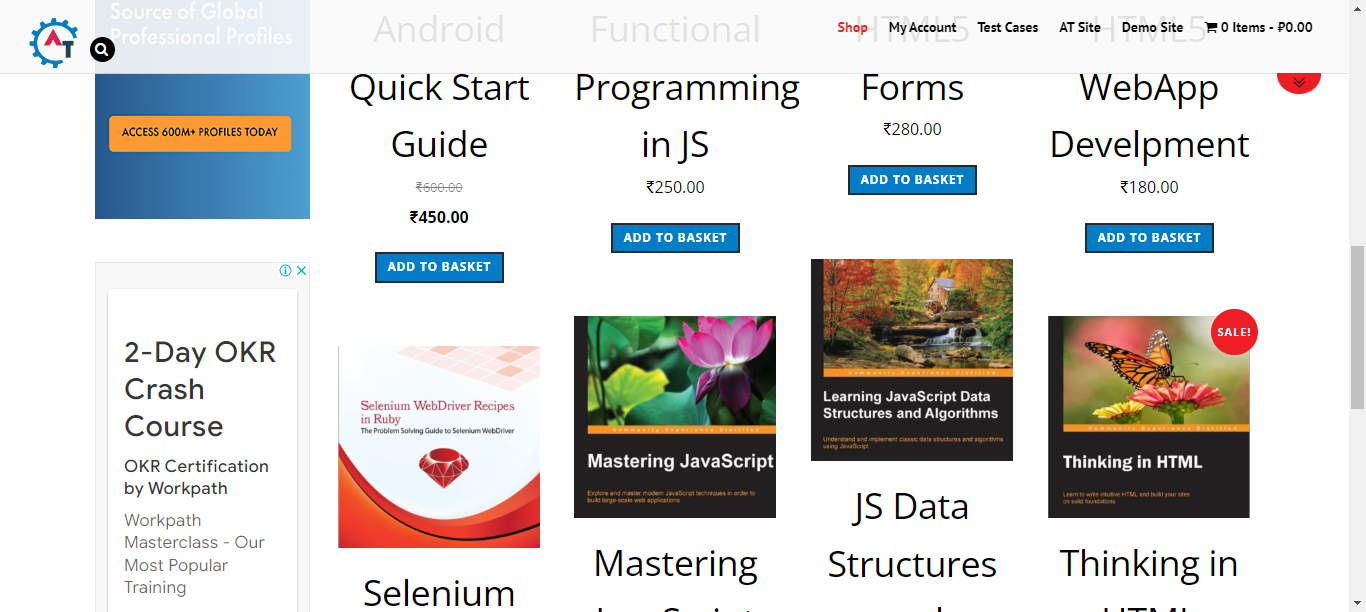 AT
Shop
My Account
Test Cases
AT Site
Demo Site
0 Items - ₽0.00
Source of Global
Professional Profiles
ACCESS 600M+ PROFILES TODAY
Android
Quick Start
Guide
₹600.00
₹450.00
ADD TO BASKET
Functional
Programming
in JS
₹250.00
ADD TO BASKET
HTML5
Forms
₹280.00
ADD TO BASKET
HTML5
WebApp
Develpment
₹180.00
ADD TO BASKET
2-Day OKR
Crash
Course
OKR Certification
by Workpath
Workpath
Masterclass - Our
Most Popular
Training
Selenium WebDriver Recipes
in Ruby
The Problem Solving Guide to Selenium WebDriver
Selenium
Community Experience Distilled
Mastering JavaScript
Explore and master modern JavaScript techniques in order to
build large-scale web applications
Mastering
JavaScript
Community Experience Distilled
Learning JavaScript Data
Structures and Algorithms
Understand and implement classic data structures and algorithms
using JavaScript
JS Data
Structures
and
SALE!
Community Experience Distilled
Thinking in HTML
Learn to write intuitive HTML and build your sites
on solid foundations
Thinking in
HTML